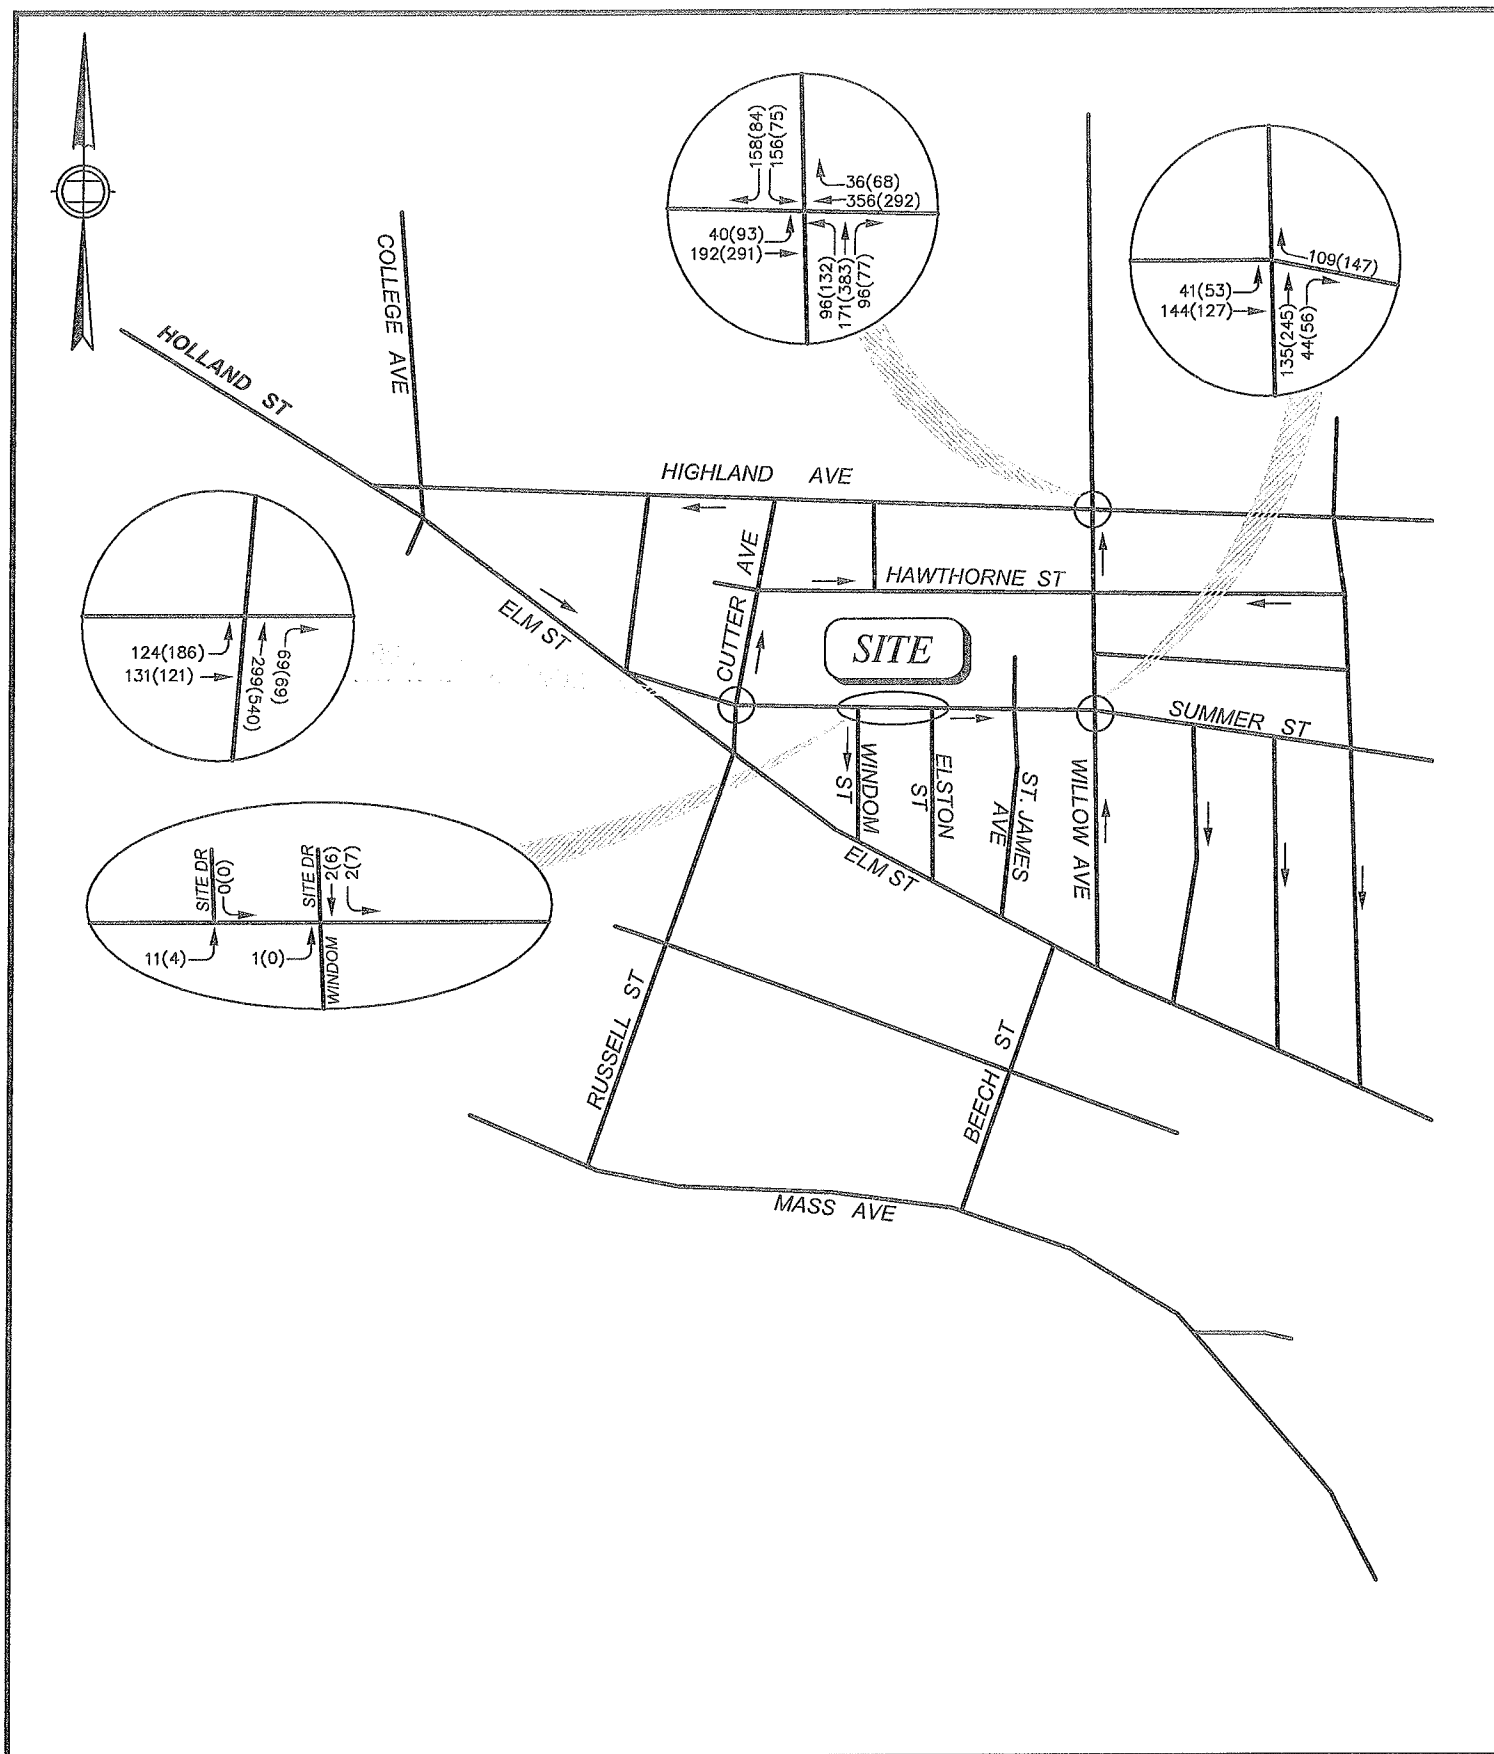 158(84)
156(75)
36(68)
356(292)
40(93)
192(291)
96(132)
171(383)
96(77)
109(147)
41(53)
144(127)
135(245)
44(56)
COLLEGE AVE
HOLLAND ST
HIGHLAND AVE
CUTTER AVE
HAWTHORNE ST
ELM ST
SITE
124(186)
131(121)
299(540)
69(69)
SUMMER ST
WINDOM ST
ELSTON ST
ST. JAMES AVE
WILLOW AVE
ELM ST
SITE DR
0(0)
SITE DR
2(6)
2(7)
11(4)
1(0)
WINDOM
RUSSELL ST
BEECH ST
MASS AVE